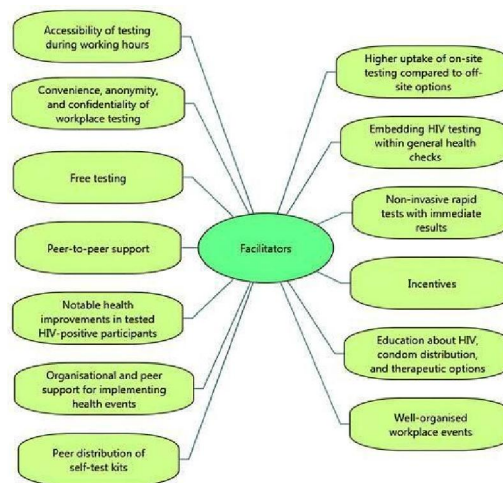 Accessibility of testing
during working hours
Convenience, anonymity,
and confidentiality of
workplace testing
Free testing
Peer-to-peer support
Notable health
improvements in tested
HIV-positive participants
Organisational and peer
support for implementing
health events
Peer distribution of
self-test kits
Facilitators
Higher uptake of on-site
testing compared to off-
site options
Embedding HIV testing
within general health
checks
Non-invasive rapid
tests with immediate
results
Incentives
Education about HIV,
condom distribution,
and therapeutic options
Well-organised
workplace events